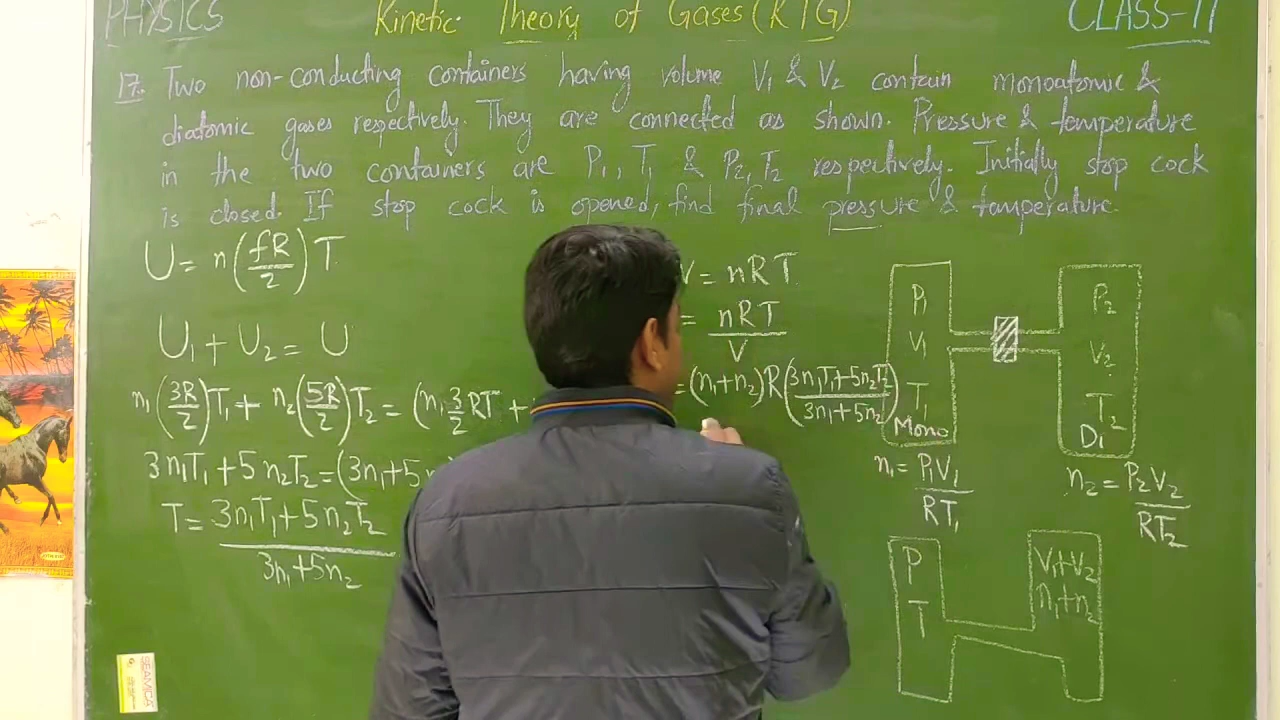 PHYSICS
Kinetic Theory of Gases (KTG)
CLASS-11
17. Two non-conducting containers having volume V₁ & V₂ contain monoatomic &
diatomic gases respectively. They are connected as shown. Pressure & temperature
in the two containers are P₁, T₁ & P₂, T₂ respectively. Initially stop cock
is closed. If stop cock is opened, find final pressure & temperature.
U = n(fR/2)T
U₁ + U₂ = U
n₁(3R/2)T₁ + n₂(5R/2)T₂ = (n₁ 3/2 RT +
3n₁T₁ + 5n₂T₂ = (3n₁+5n
T = (3n₁T₁ + 5n₂T₂)/(3n₁+5n₂)
V = nRT
= nRT/V
= (n₁+n₂)R((3n₁T₁+5n₂T₂)/(3n₁+5n₂))
P₁
V₁
T₁
Mono
n₁ = P₁V₁/RT₁
P₂
V₂
T₂
Di
n₂ = P₂V₂/RT₂
P
T
V₁+V₂
n₁+n₂
SEAMICA